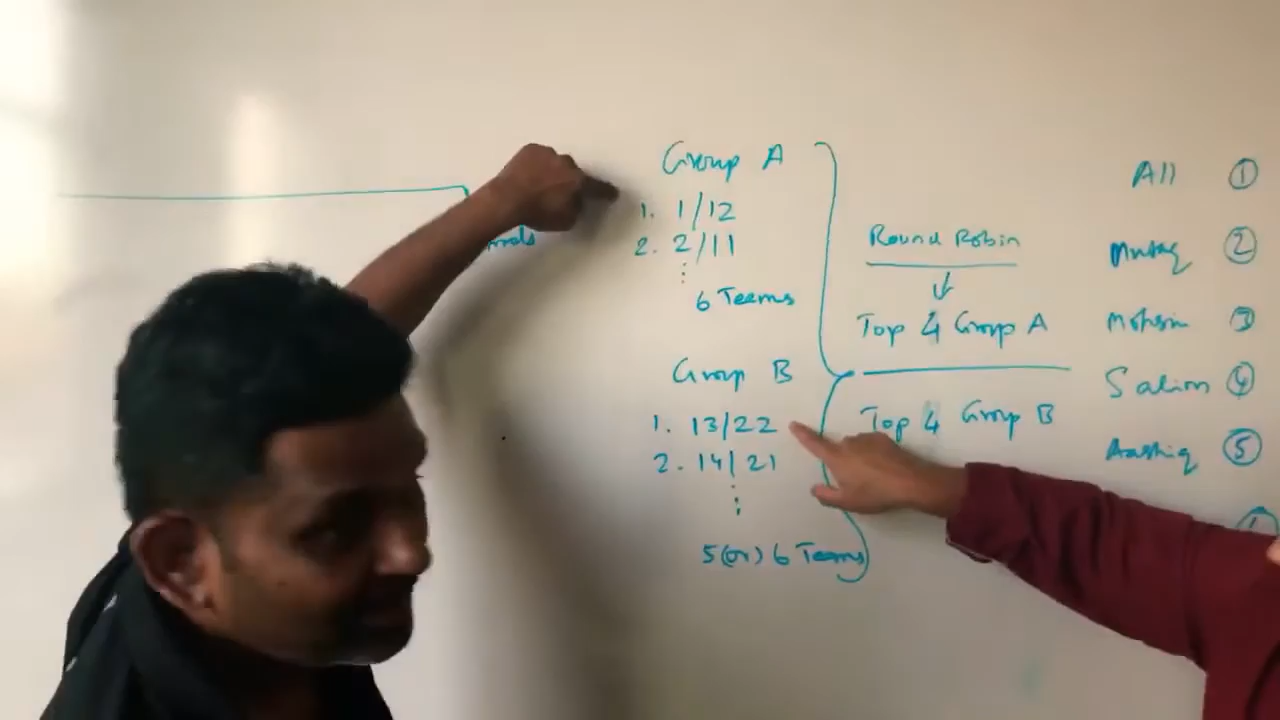 Group A
1. 1/12
2. 2/11
6 Teams
Group B
1. 13/22
2. 14/21
5(or) 6 Teams
Round Robin
Top 4 Group A
Top 4 Group B
All 1
2
Mohsin 3
Salim 4
Aashiq 5